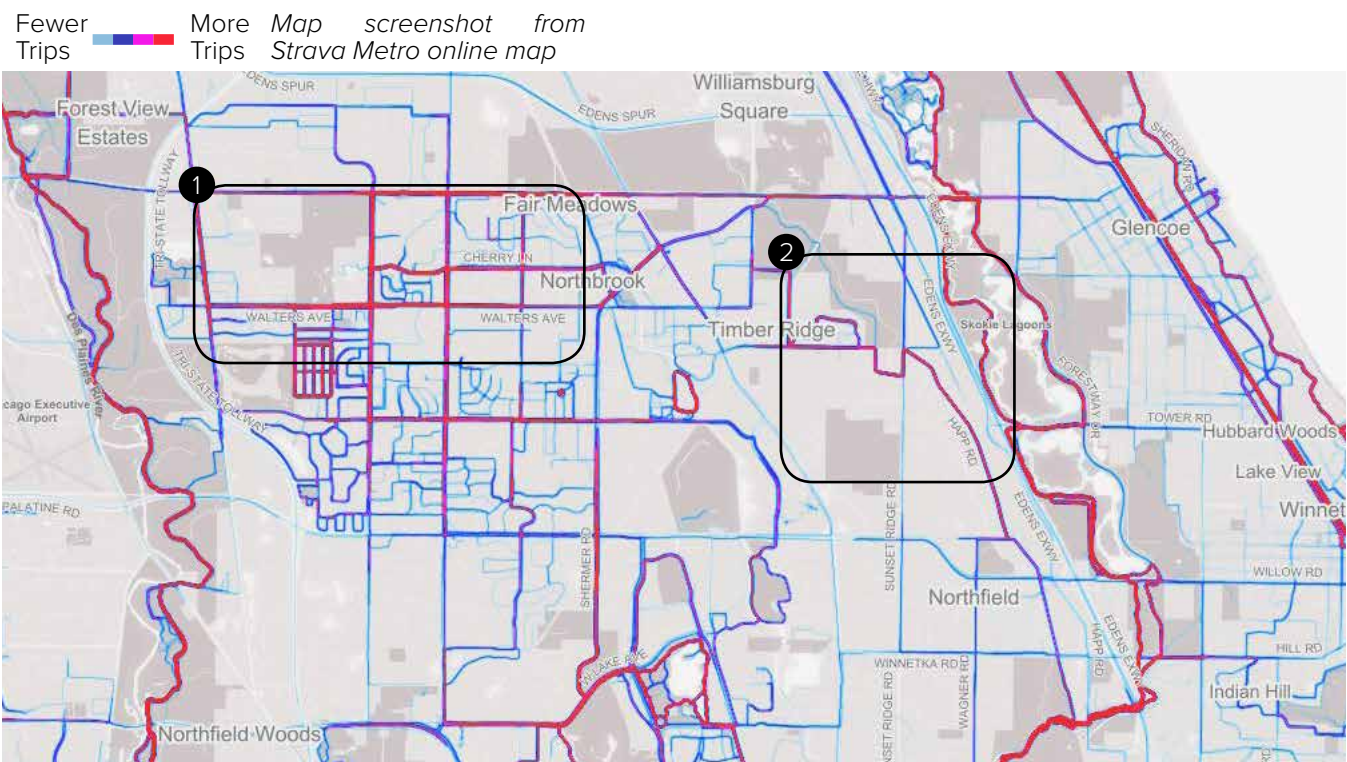 Fewer Trips
More Trips
Map screenshot from
Strava Metro online map
EDENS SPUR
Forest View
Estates
EDENS SPUR
Williamsburg
Square
HWY
SHERIDAN RD
TRI-STATE TOLLWAY
1
Fair Meadows
EDENS EXWY
Glencoe
2
CHERRY LN
Northbrook
EDENS EXWY
WALTERS AVE
WALTERS AVE
Timber Ridge
Skokie Lagoons
Des Plaines River
TRI-STATE TOLLWAY
FORESTWAY DR
cago Executive
Airport
TOWER RD
HAPP RD
Hubbard Woods
Lake View
PALATINE RD
SUNSET RIDGE RD
EDENS EXWY
Winnet
SHERMER RD
WILLOW RD
Northfield
HAPP RD
EDENS EXWY
HILL RD
W LAKE AVE
WINNETKA RD
WAGNER RD
NSET RIDGE RD
Indian Hill
Northfield Woods